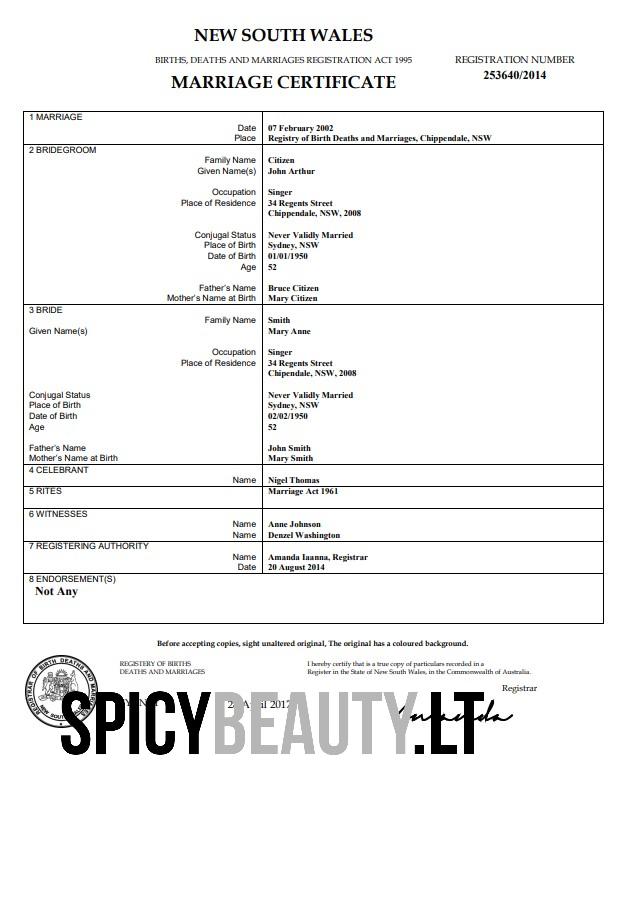 NEW SOUTH WALES
BIRTHS, DEATHS AND MARRIAGES REGISTRATION ACT 1995
REGISTRATION NUMBER
253640/2014
MARRIAGE CERTIFICATE
1 MARRIAGE
Date 07 February 2002
Place Registry of Birth Deaths and Marriages, Chippendale, NSW
2 BRIDEGROOM
Family Name Citizen
Given Name(s) John Arthur
Occupation Singer
Place of Residence 34 Regents Street
Chippendale, NSW, 2008
Conjugal Status Never Validly Married
Place of Birth Sydney, NSW
Date of Birth 01/01/1950
Age 52
Father's Name Bruce Citizen
Mother's Name at Birth Mary Citizen
3 BRIDE
Family Name Smith
Given Name(s) Mary Anne
Occupation Singer
Place of Residence 34 Regents Street
Chipendale, NSW, 2008
Conjugal Status Never Validly Married
Place of Birth Sydney, NSW
Date of Birth 02/02/1950
Age 52
Father's Name John Smith
Mother's Name at Birth Mary Smith
4 CELEBRANT
Name Nigel Thomas
5 RITES Marriage Act 1961
6 WITNESSES
Name Anne Johnson
Name Denzel Washington
7 REGISTERING AUTHORITY
Name Amanda Iaanna, Registrar
Date 20 August 2014
8 ENDORSEMENT(S)
Not Any
Before accepting copies, sight unaltered original, The original has a coloured background.
REGISTERY OF BIRTHS
DEATHS AND MARRIAGES
I hereby certify that is a true copy of particulars recorded in a
Register in the State of New South Wales, in the Commonwealth of Australia.
Registrar
REGISTRAR OF BIRTH DEATHS AND MARRIAGES
NEW SOUTH WALES
2017
SPICYBEAUTY.LT